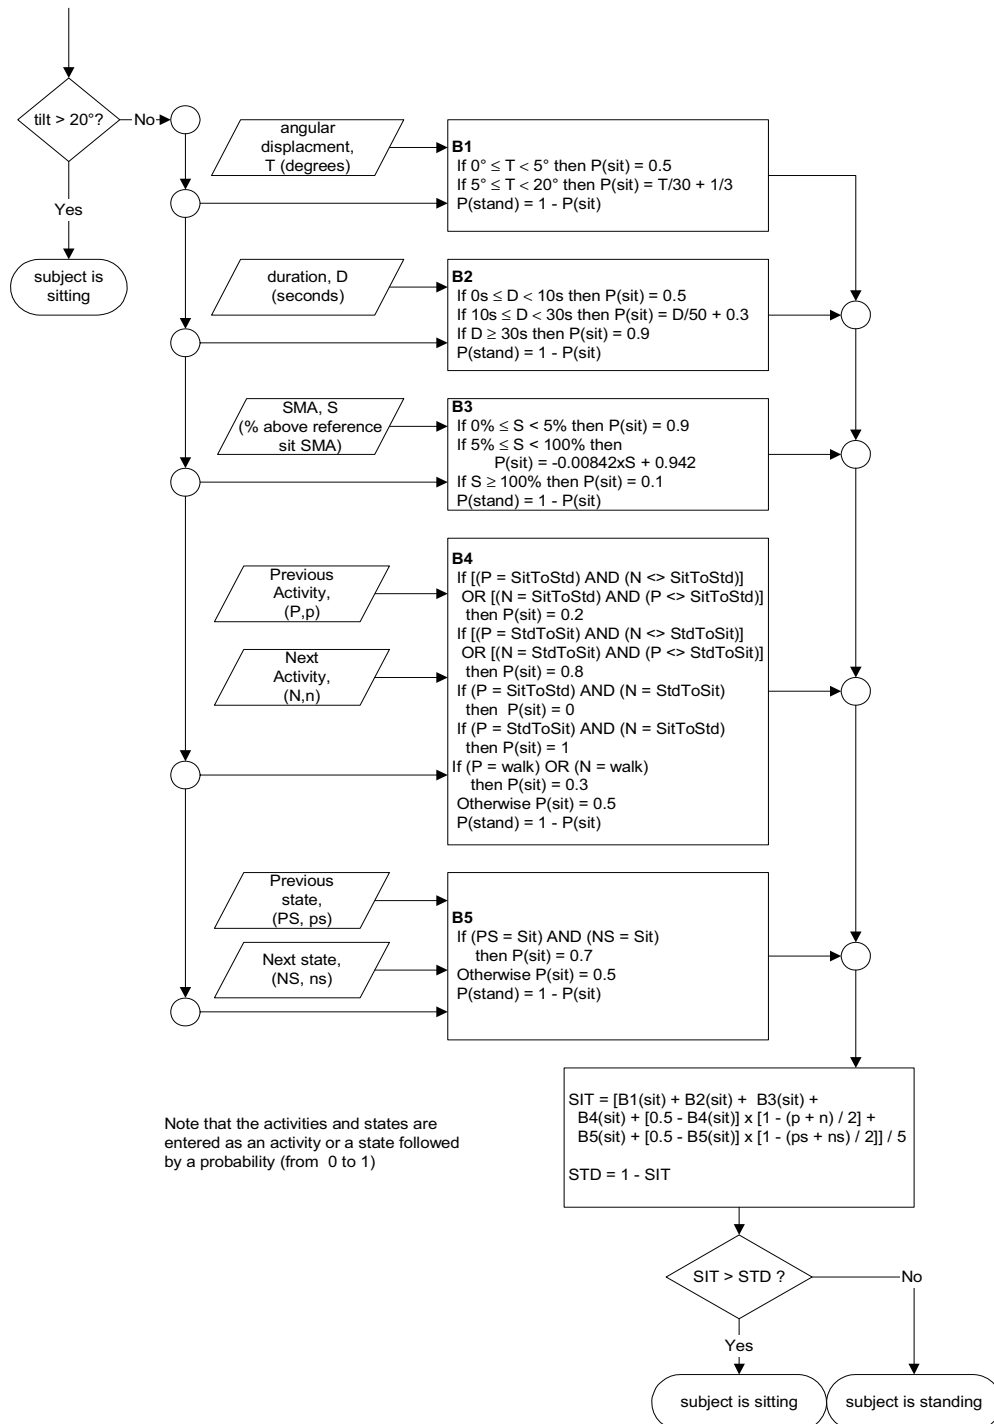 tilt > 20°?
No
Yes
subject is
sitting
angular
displacment,
T (degrees)
B1
If 0° ≤ T < 5° then P(sit) = 0.5
If 5° ≤ T < 20° then P(sit) = T/30 + 1/3
P(stand) = 1 - P(sit)
duration, D
(seconds)
B2
If 0s ≤ D < 10s then P(sit) = 0.5
If 10s ≤ D < 30s then P(sit) = D/50 + 0.3
If D ≥ 30s then P(sit) = 0.9
P(stand) = 1 - P(sit)
SMA, S
(% above reference
sit SMA)
B3
If 0% ≤ S < 5% then P(sit) = 0.9
If 5% ≤ S < 100% then
P(sit) = -0.00842xS + 0.942
If S ≥ 100% then P(sit) = 0.1
P(stand) = 1 - P(sit)
Previous
Activity,
(P,p)
Next
Activity,
(N,n)
B4
If [(P = SitToStd) AND (N <> SitToStd)]
OR [(N = SitToStd) AND (P <> SitToStd)]
then P(sit) = 0.2
If [(P = StdToSit) AND (N <> StdToSit)]
OR [(N = StdToSit) AND (P <> StdToSit)]
then P(sit) = 0.8
If (P = SitToStd) AND (N = StdToSit)
then P(sit) = 0
If (P = StdToSit) AND (N = SitToStd)
then P(sit) = 1
If (P = walk) OR (N = walk)
then P(sit) = 0.3
Otherwise P(sit) = 0.5
P(stand) = 1 - P(sit)
Previous
state,
(PS, ps)
Next state,
(NS, ns)
B5
If (PS = Sit) AND (NS = Sit)
then P(sit) = 0.7
Otherwise P(sit) = 0.5
P(stand) = 1 - P(sit)
Note that the activities and states are
entered as an activity or a state followed
by a probability (from 0 to 1)
SIT = [B1(sit) + B2(sit) + B3(sit) +
B4(sit) + [0.5 - B4(sit)] x [1 - (p + n) / 2] +
B5(sit) + [0.5 - B5(sit)] x [1 - (ps + ns) / 2]] / 5
STD = 1 - SIT
SIT > STD ?
No
Yes
subject is sitting
subject is standing